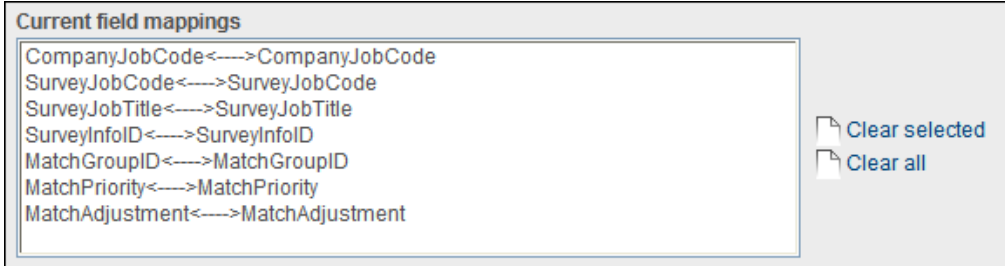 Current field mappings
CompanyJobCode<---->CompanyJobCode
SurveyJobCode<---->SurveyJobCode
SurveyJobTitle<---->SurveyJobTitle
SurveyInfoID<---->SurveyInfoID
MatchGroupID<---->MatchGroupID
MatchPriority<---->MatchPriority
MatchAdjustment<---->MatchAdjustment
Clear selected
Clear all